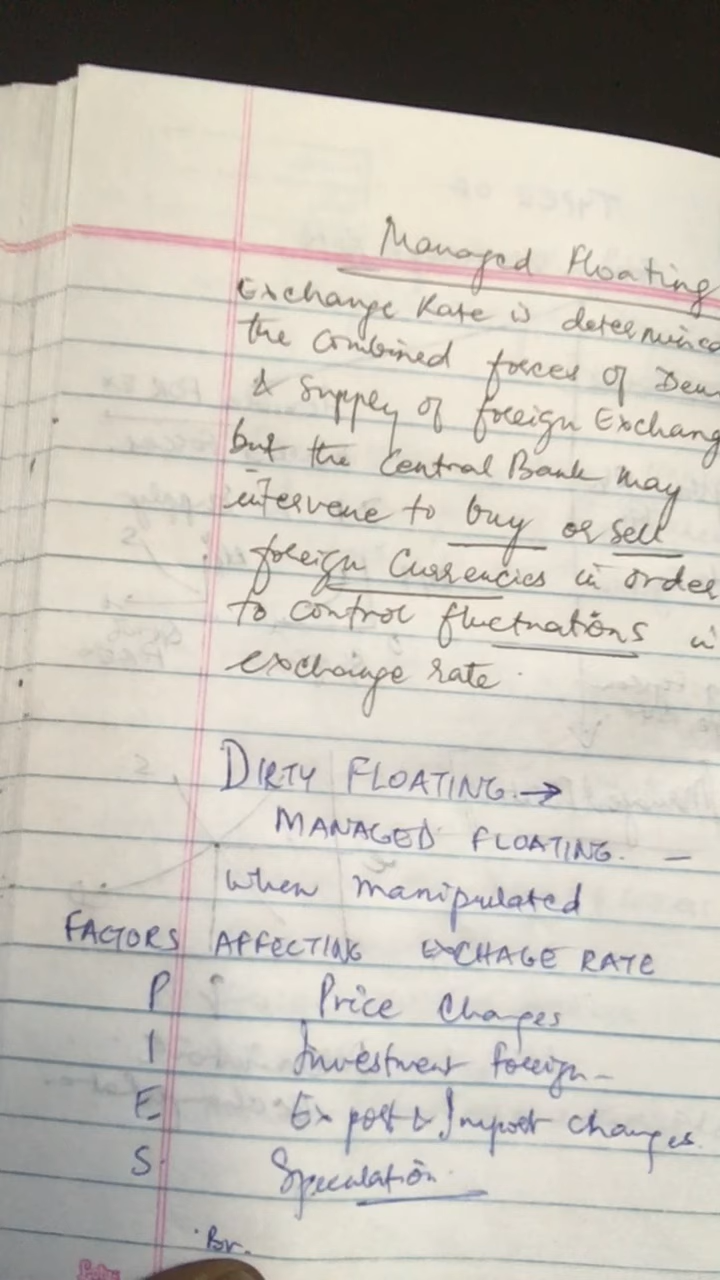 Managed Floating
Exchange Rate is determined
the combined forces of Dem
& Supply of foreign Exchang
but the Central Bank may
intervene to buy or sell
foreign Currencies in order
to control fluctuations in
exchange rate.
DIRTY FLOATING. →
MANAGED FLOATING. –
when manipulated
FACTORS AFFECTING EXCHAGE RATE
P Price Changes
I Investment foreign –
E Export & Import changes.
S. Speculation.
Br.